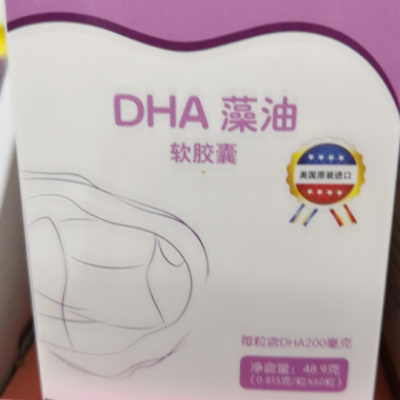 DHA 藻油
软胶囊
美国原装进口
每粒含DHA200毫克
净含量: 48.9克
(0.815克/粒X60粒)